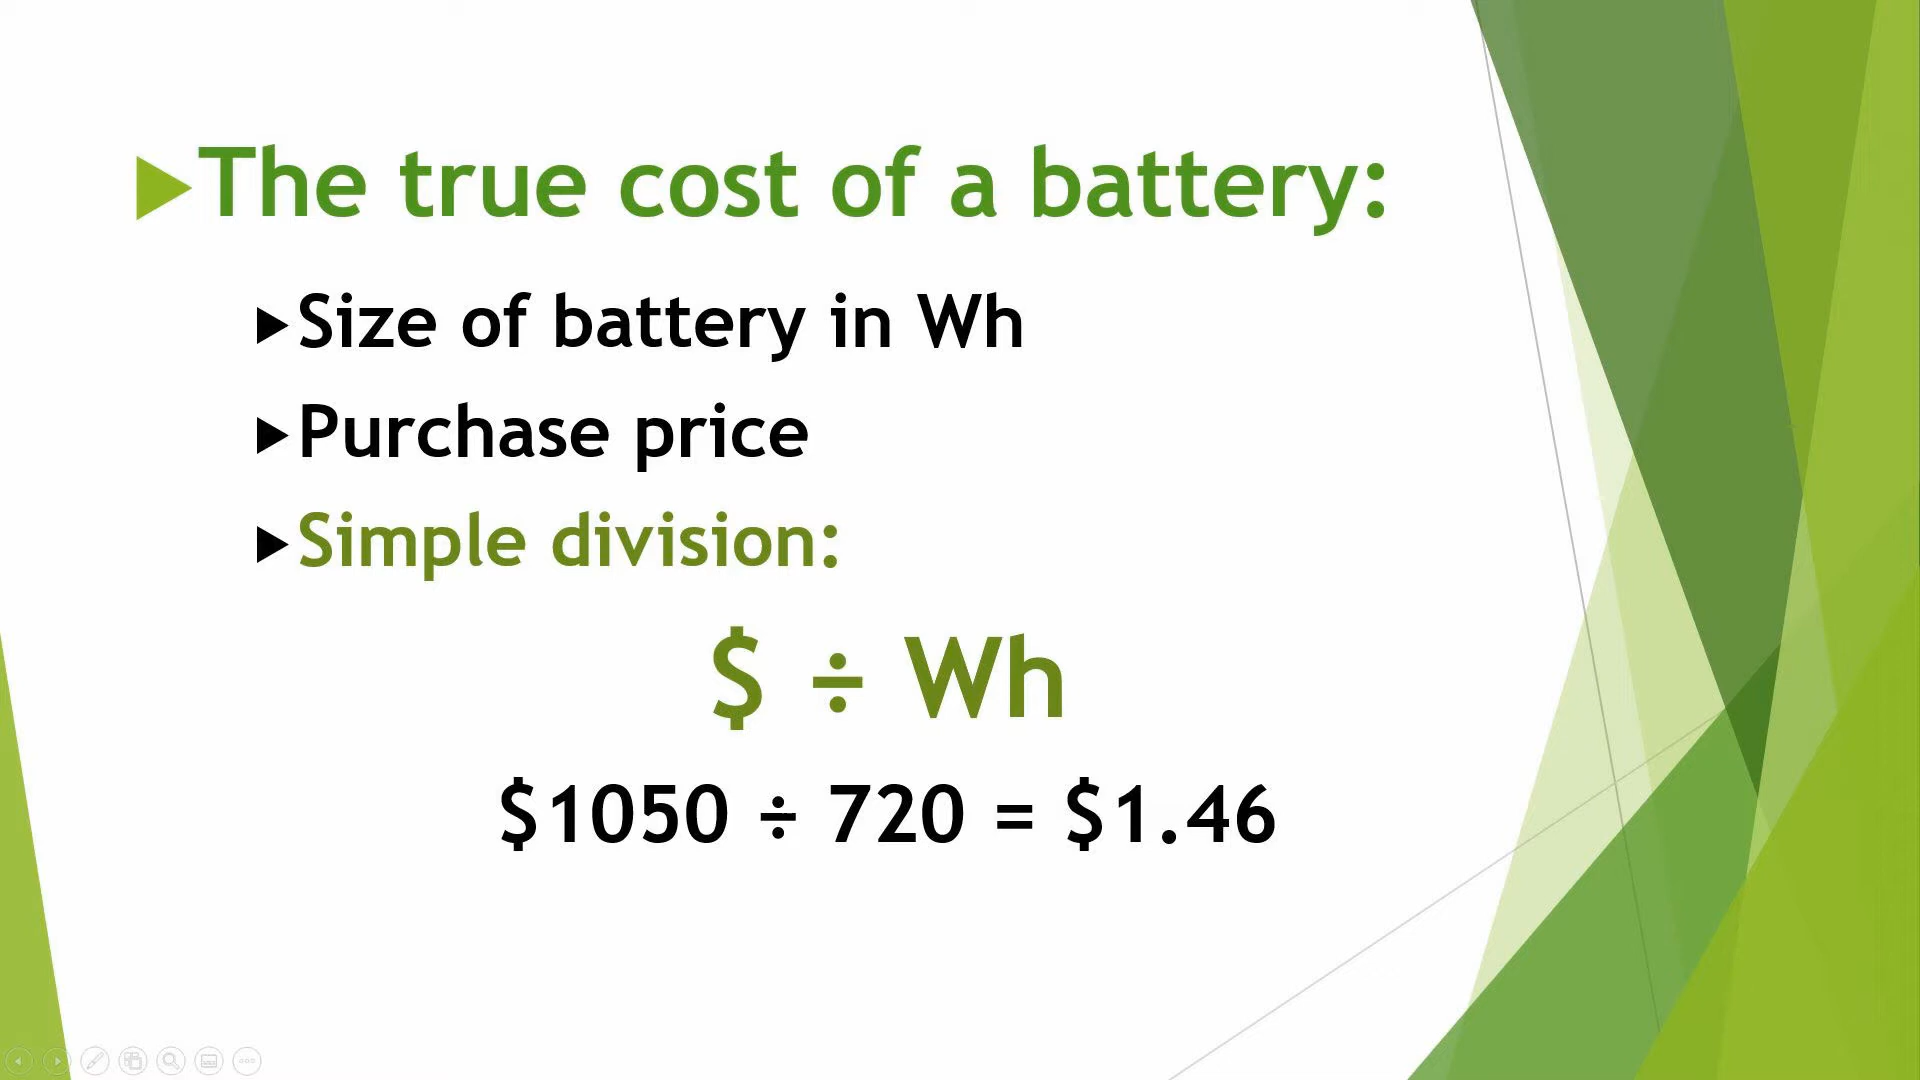 The true cost of a battery:
Size of battery in Wh
Purchase price
Simple division:
$ ÷ Wh
$1050 ÷ 720 = $1.46